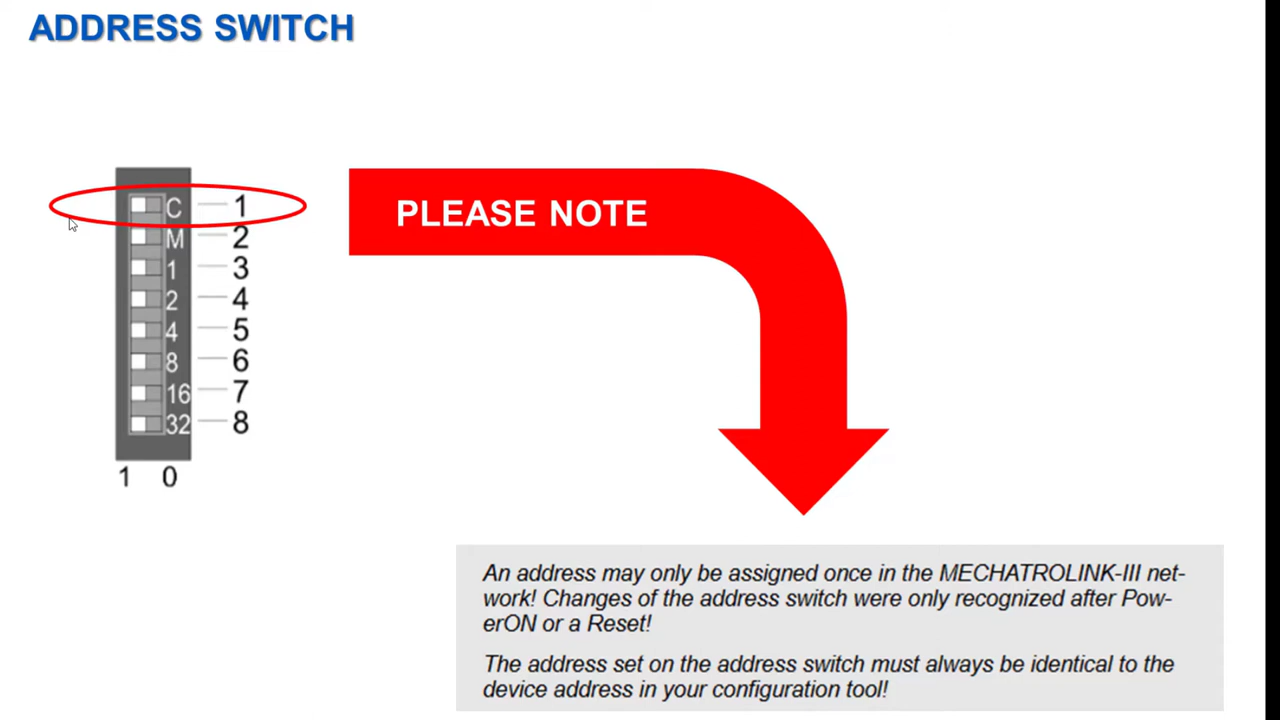 ADDRESS SWITCH
C 1
M 2
1 3
2 4
4 5
8 6
16 7
32 8
1 0
PLEASE NOTE
An address may only be assigned once in the MECHATROLINK-III net-
work! Changes of the address switch were only recognized after Pow-
erON or a Reset!
The address set on the address switch must always be identical to the
device address in your configuration tool!